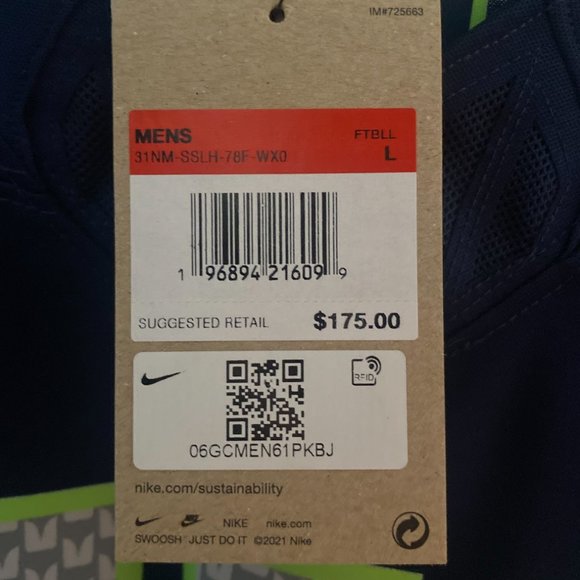 IM#725663
MENS FTBLL
31NM-SSLH-78F-WX0 L
1 96894 21609 9
SUGGESTED RETAIL $175.00
RFID
06GCMEN61PKBJ
nike.com/sustainability
NIKE nike.com
SWOOSH JUST DO IT ©2021 Nike